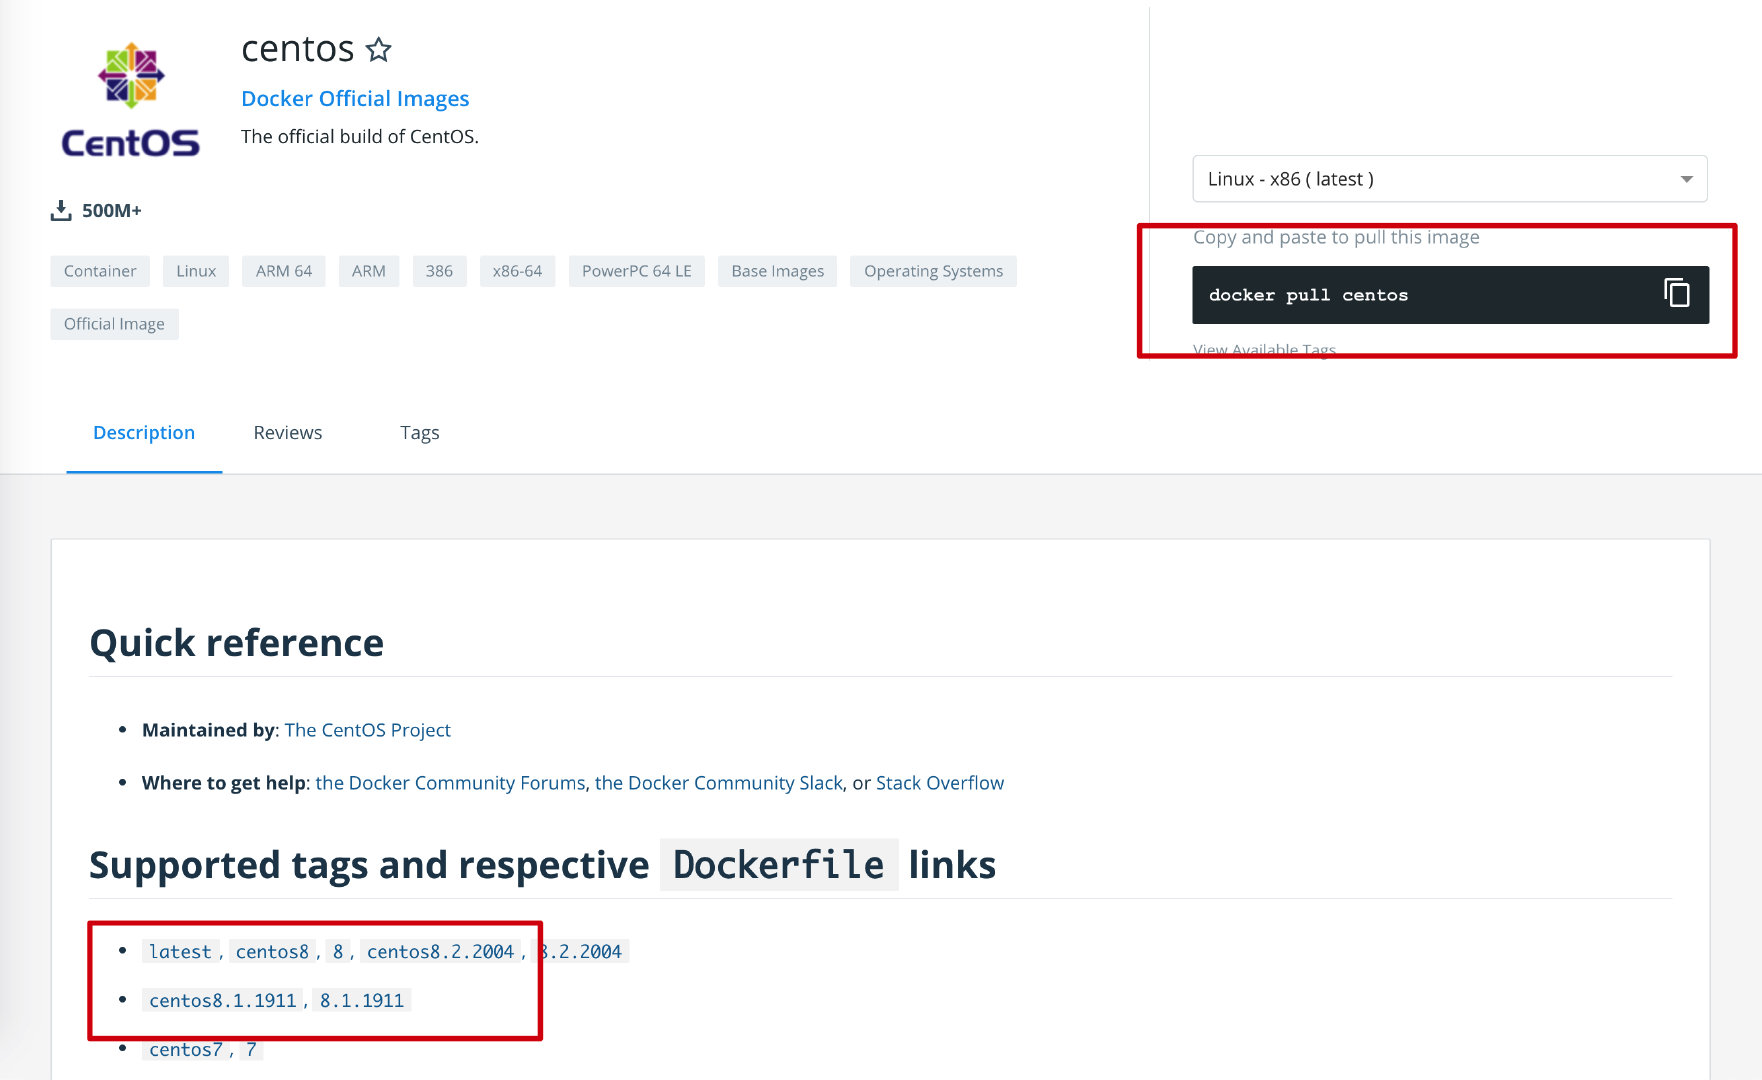 centos
Docker Official Images
The official build of CentOS.
CentOS
500M+
Container Linux ARM 64 ARM 386 x86-64 PowerPC 64 LE Base Images Operating Systems
Official Image
Linux - x86 ( latest )
Copy and paste to pull this image
docker pull centos
View Available Tags
Description Reviews Tags
Quick reference
• Maintained by: The CentOS Project
• Where to get help: the Docker Community Forums, the Docker Community Slack, or Stack Overflow
Supported tags and respective Dockerfile links
• latest, centos8, 8, centos8.2.2004, 8.2.2004
• centos8.1.1911, 8.1.1911
• centos7, 7